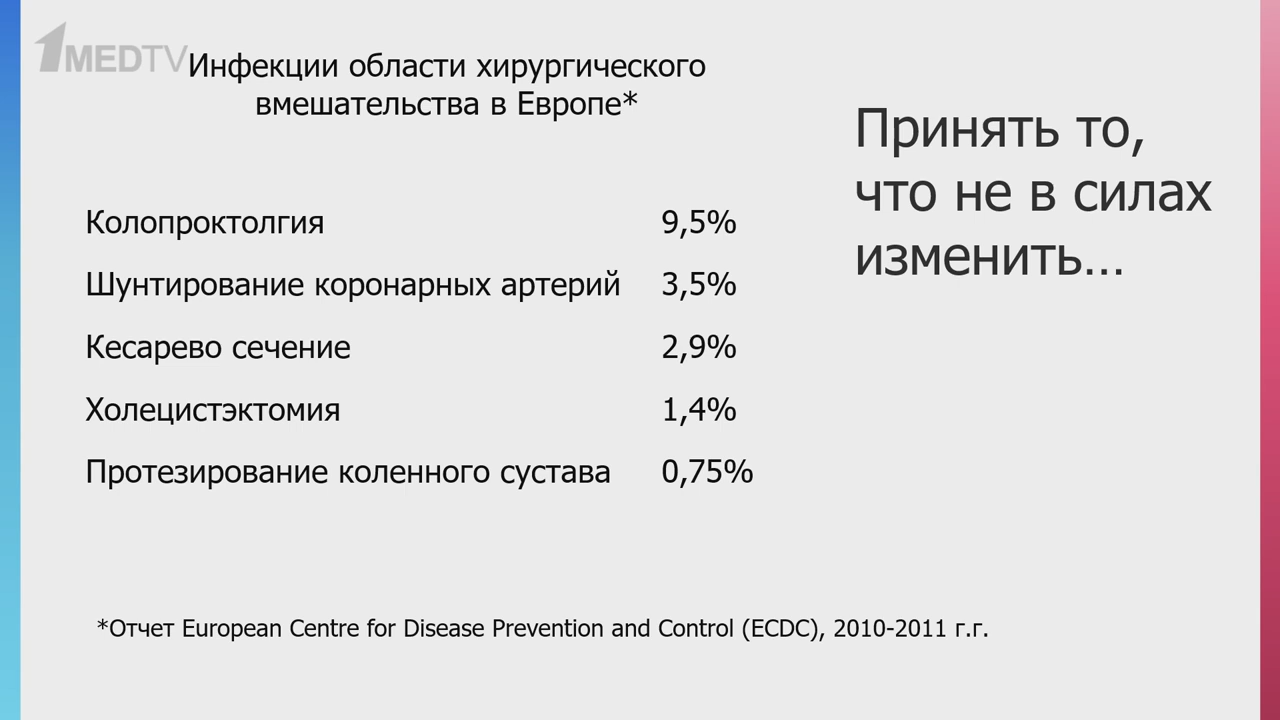 1MEDTV
Инфекции области хирургического
вмешательства в Европе*
Принять то,
что не в силах
изменить...
Колопроктолгия 9,5%
Шунтирование коронарных артерий 3,5%
Кесарево сечение 2,9%
Холецистэктомия 1,4%
Протезирование коленного сустава 0,75%
*Отчет European Centre for Disease Prevention and Control (ECDC), 2010-2011 г.г.